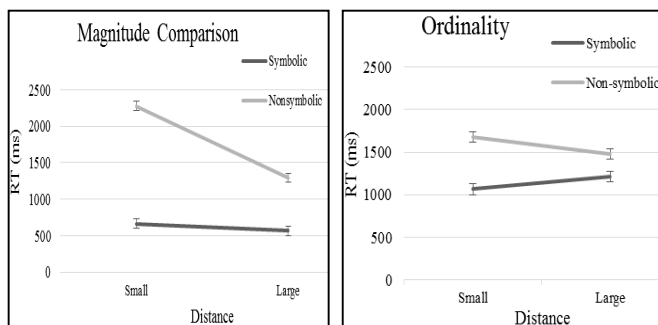 Magnitude Comparison
Symbolic
Nonsymbolic
2500
2000
1500
1000
500
0
RT (ms)
Small Large
Distance
Ordinality
Symbolic
Non-symbolic
2500
2000
1500
1000
500
0
RT (ms)
Small Large
Distance